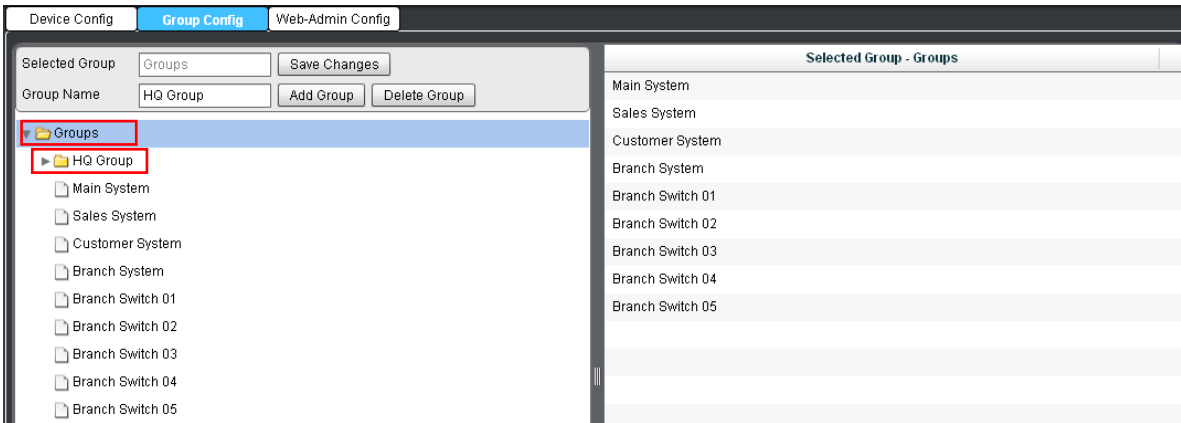 Device Config Group Config Web-Admin Config
Selected Group Groups Save Changes
Group Name HQ Group Add Group Delete Group
Groups
HQ Group
Main System
Sales System
Customer System
Branch System
Branch Switch 01
Branch Switch 02
Branch Switch 03
Branch Switch 04
Branch Switch 05
Selected Group - Groups
Main System
Sales System
Customer System
Branch System
Branch Switch 01
Branch Switch 02
Branch Switch 03
Branch Switch 04
Branch Switch 05